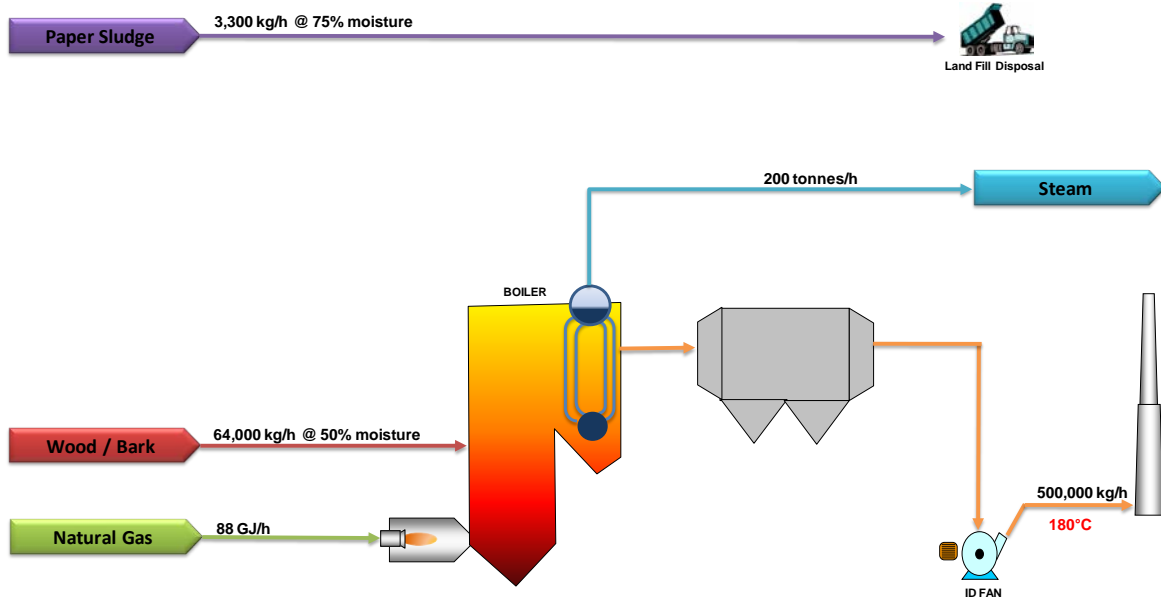 Paper Sludge
3,300 kg/h @ 75% moisture
Land Fill Disposal
200 tonnes/h
Steam
BOILER
Wood / Bark
64,000 kg/h @ 50% moisture
Natural Gas
88 GJ/h
500,000 kg/h
180°C
ID FAN